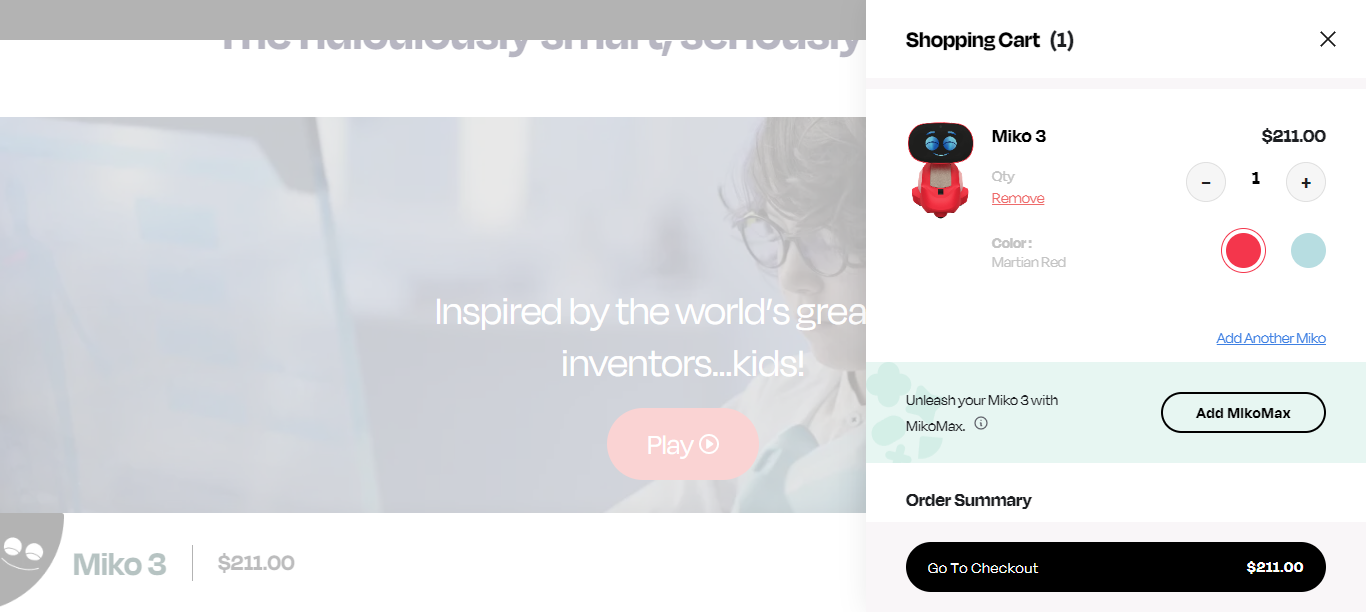 The ridiculously smart, seriously
Inspired by the world's grea
inventors...kids!
Play
Miko 3
$211.00
Shopping Cart (1)
Miko 3
$211.00
Qty
- 1 +
Remove
Color :
Martian Red
Add Another Miko
Unleash your Miko 3 with
MikoMax.
Add MikoMax
Order Summary
Go To Checkout
$211.00